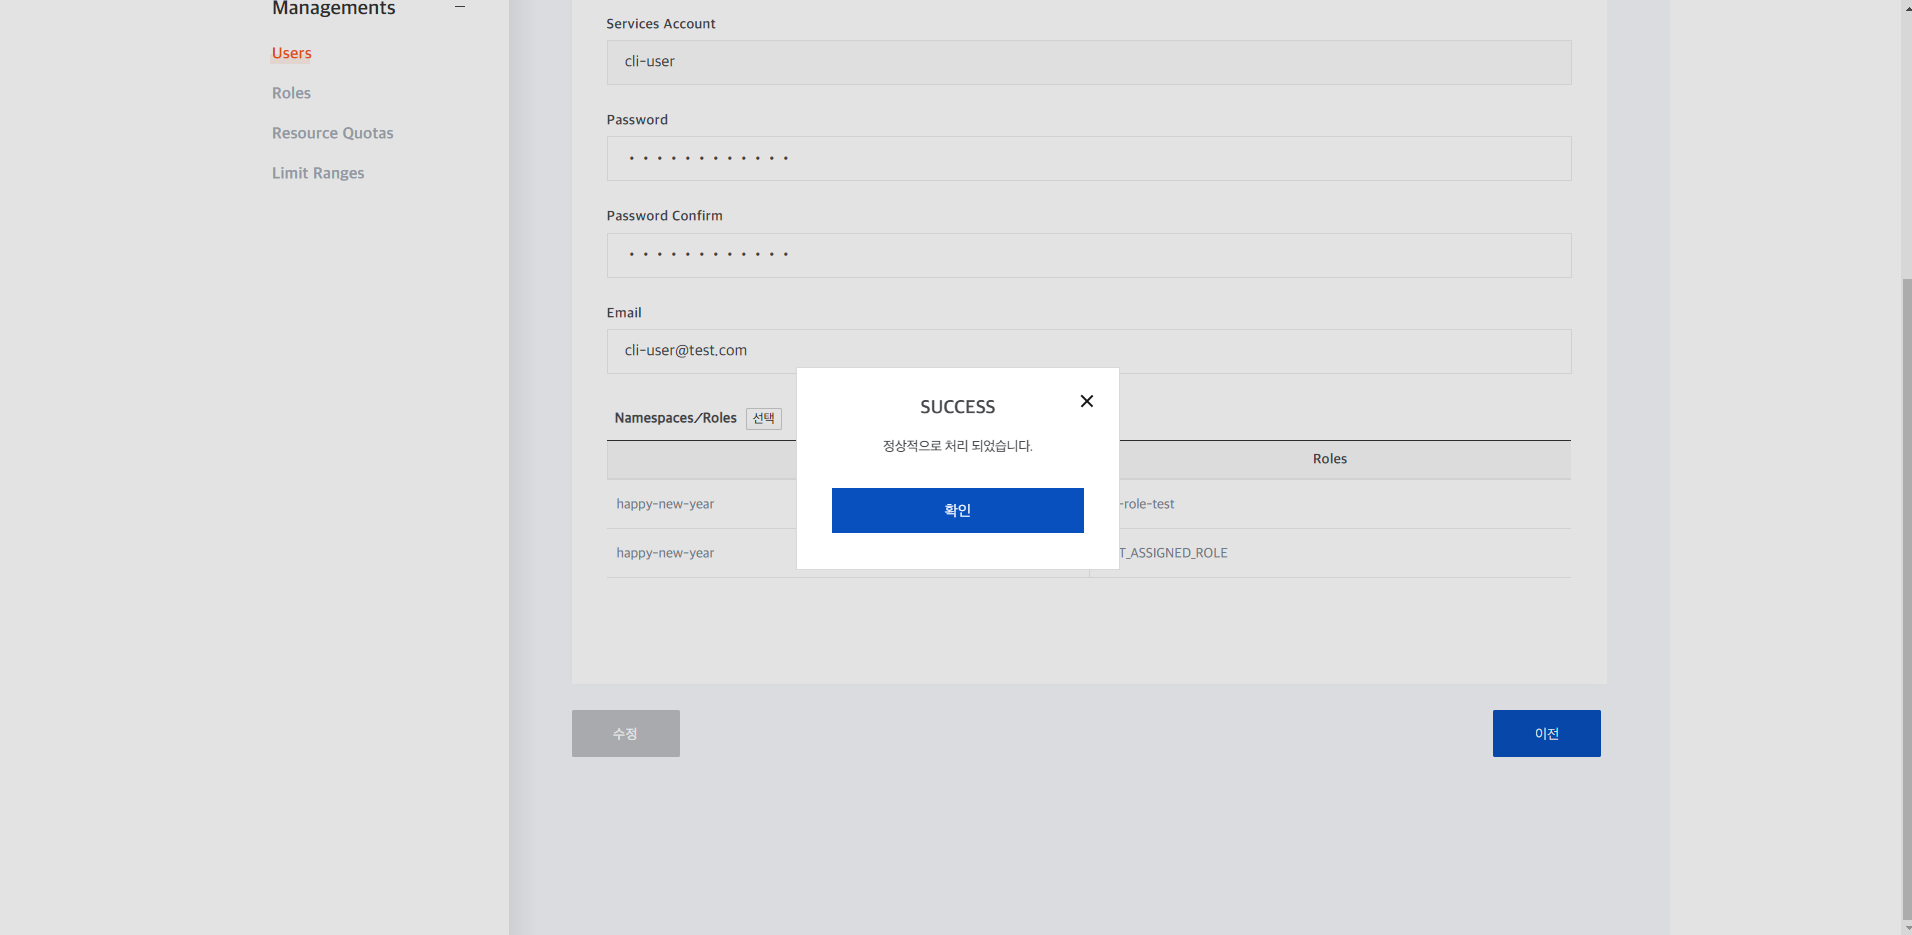 Managements
Users
Roles
Resource Quotas
Limit Ranges
Services Account
cli-user
Password
• • • • • • • • • • • •
Password Confirm
• • • • • • • • • • • •
Email
cli-user@test.com
Namespaces/Roles 선택
Roles
happy-new-year -role-test
happy-new-year T_ASSIGNED_ROLE
SUCCESS
정상적으로 처리 되었습니다.
확인
수정
이전